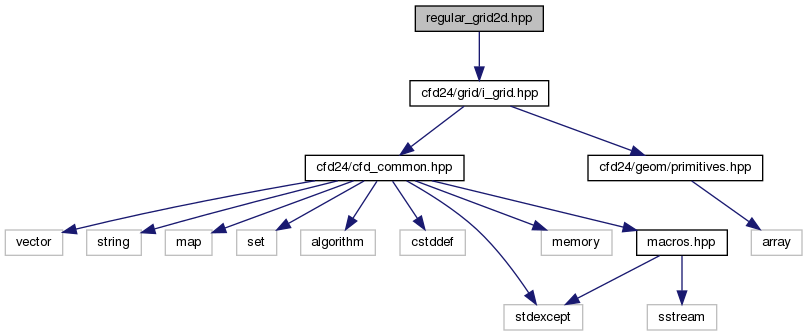 regular_grid2d.hpp
cfd24/grid/i_grid.hpp
cfd24/cfd_common.hpp
cfd24/geom/primitives.hpp
vector
string
map
set
algorithm
cstddef
memory
macros.hpp
array
stdexcept
sstream